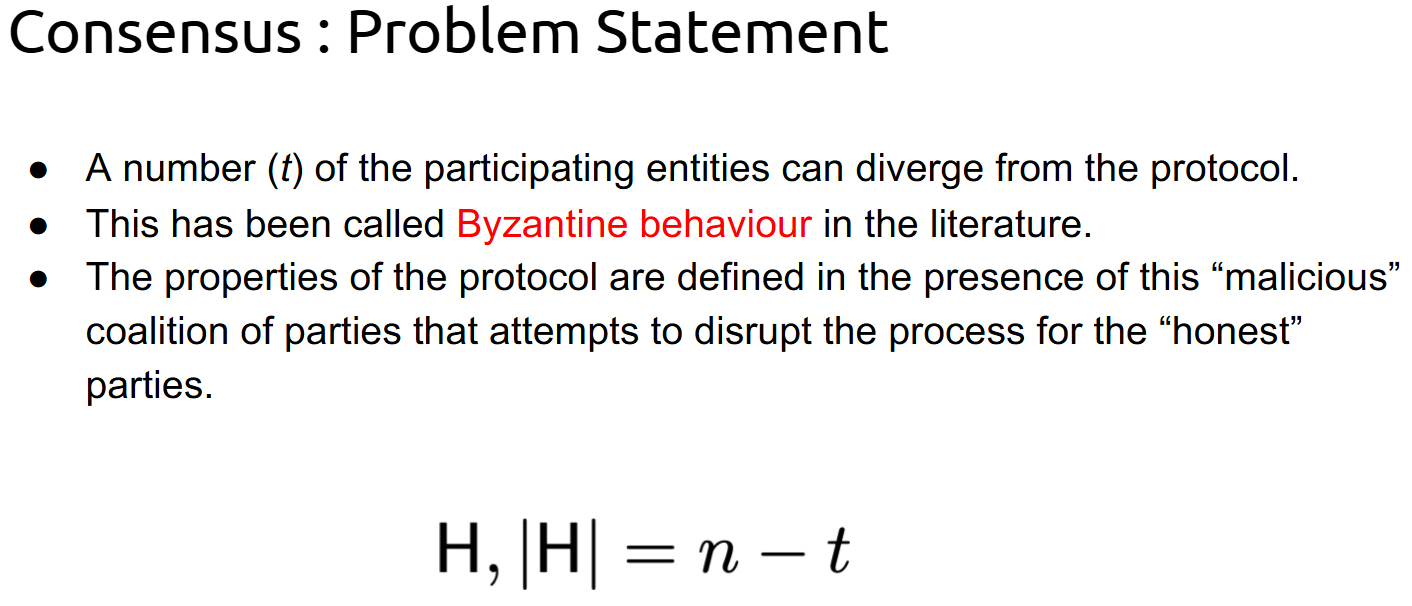 Consensus : Problem Statement
● A number (t) of the participating entities can diverge from the protocol.
● This has been called Byzantine behaviour in the literature.
● The properties of the protocol are defined in the presence of this “malicious”
coalition of parties that attempts to disrupt the process for the “honest”
parties.
H, |H| = n − t